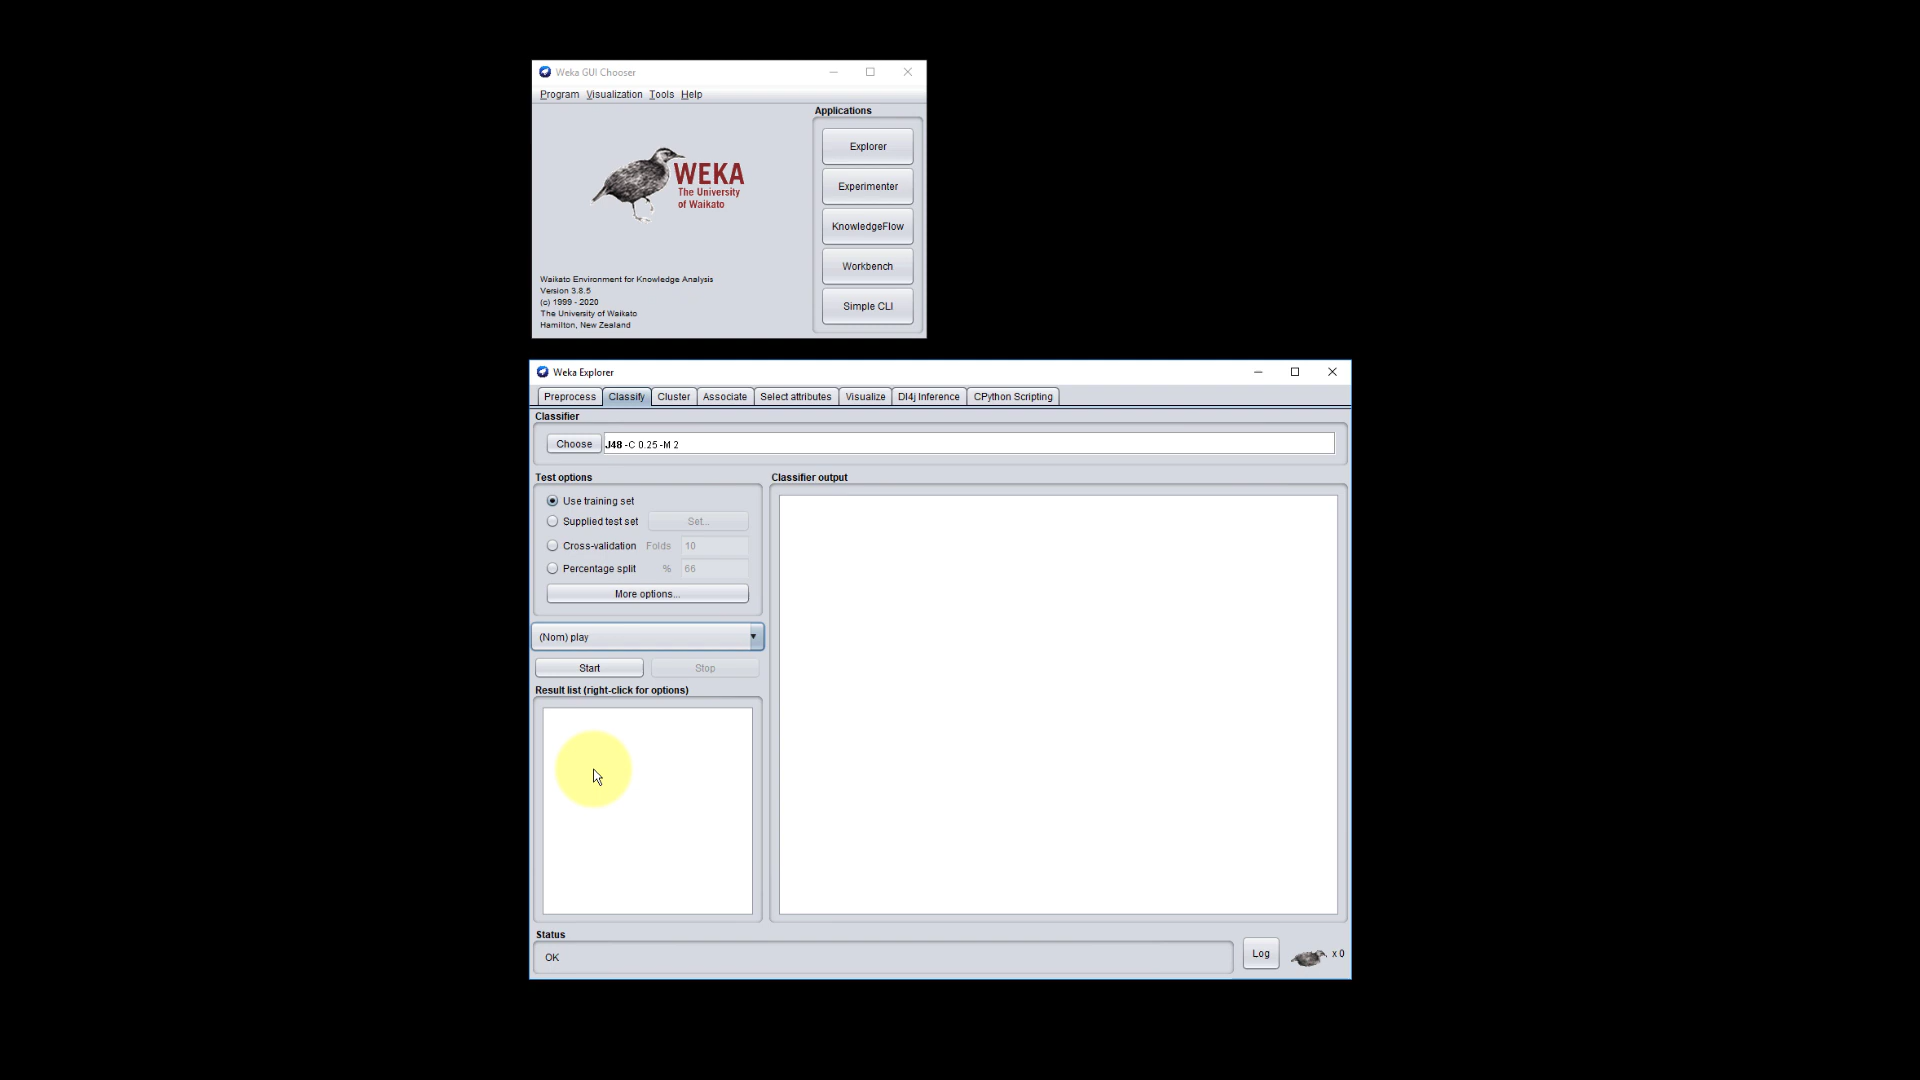 Weka GUI Chooser
Program Visualization Tools Help
Applications
WEKA
The University
of Waikato
Explorer
Experimenter
KnowledgeFlow
Workbench
Simple CLI
Waikato Environment for Knowledge Analysis
Version 3.8.5
(c) 1999 - 2020
The University of Waikato
Hamilton, New Zealand
Weka Explorer
Preprocess Classify Cluster Associate Select attributes Visualize Dl4j Inference CPython Scripting
Classifier
Choose J48 -C 0.25 -M 2
Test options
Use training set
Supplied test set Set...
Cross-validation Folds 10
Percentage split % 66
More options...
(Nom) play
Start Stop
Result list (right-click for options)
Classifier output
Status
OK
Log x 0